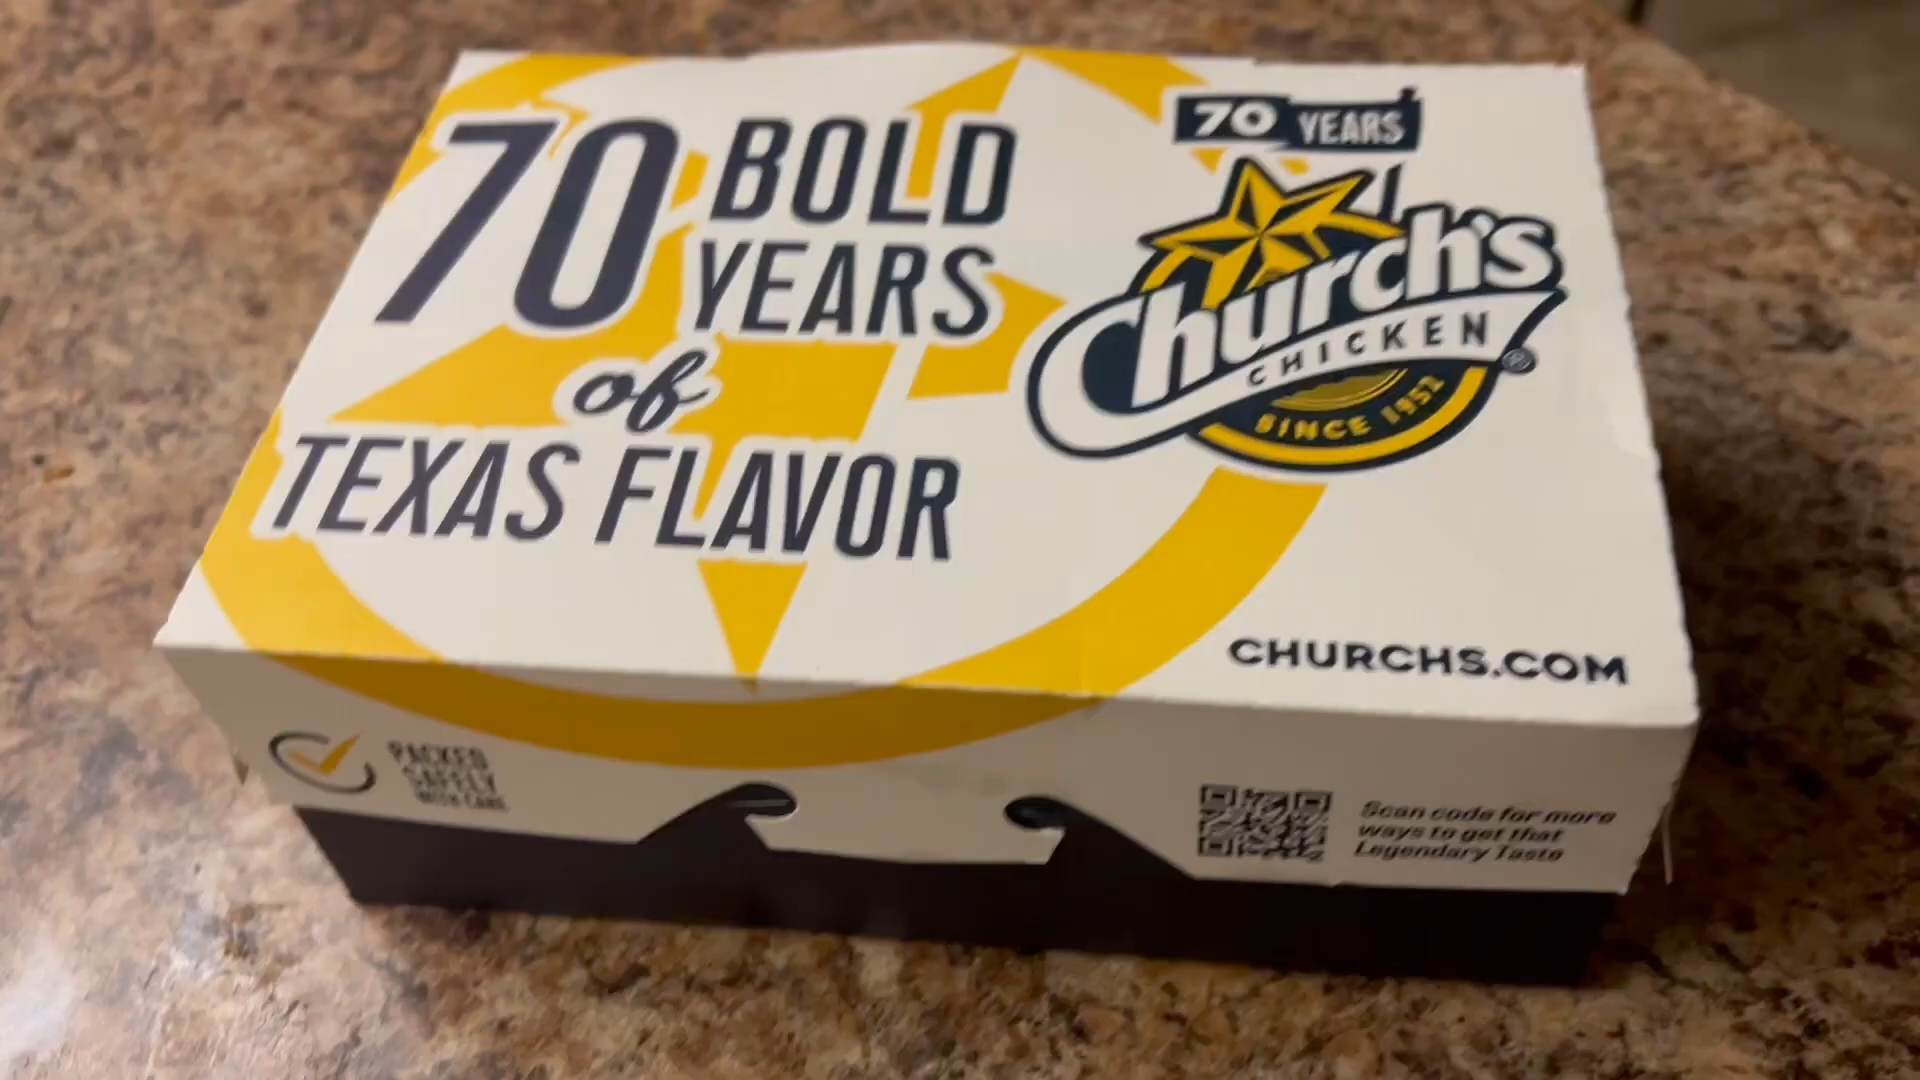 70 BOLD
YEARS
of
TEXAS FLAVOR
70 YEARS
Church's
CHICKEN
®
SINCE 1952
CHURCHS.COM
PACKED
SAFELY
WITH CARE
Scan code for more
ways to get that
Legendary Taste